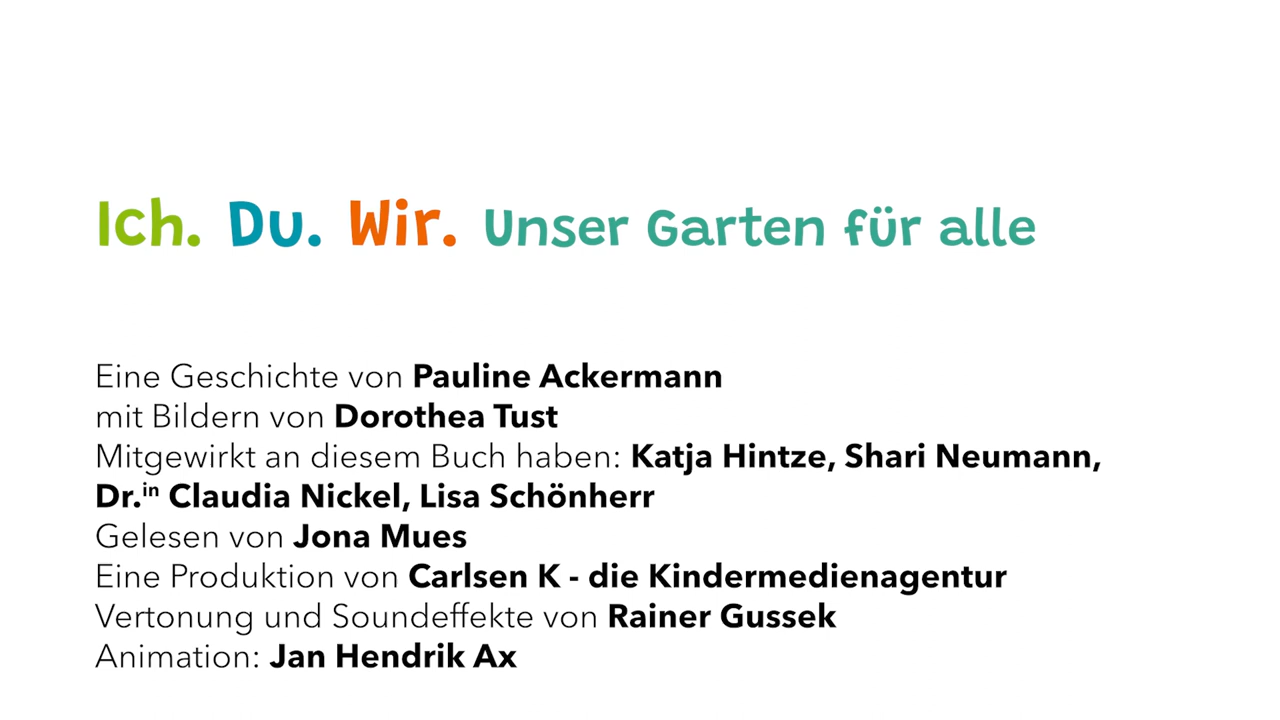 Ich. Du. Wir. Unser Garten für alle
Eine Geschichte von Pauline Ackermann
mit Bildern von Dorothea Tust
Mitgewirkt an diesem Buch haben: Katja Hintze, Shari Neumann,
Dr.in Claudia Nickel, Lisa Schönherr
Gelesen von Jona Mues
Eine Produktion von Carlsen K - die Kindermedienagentur
Vertonung und Soundeffekte von Rainer Gussek
Animation: Jan Hendrik Ax